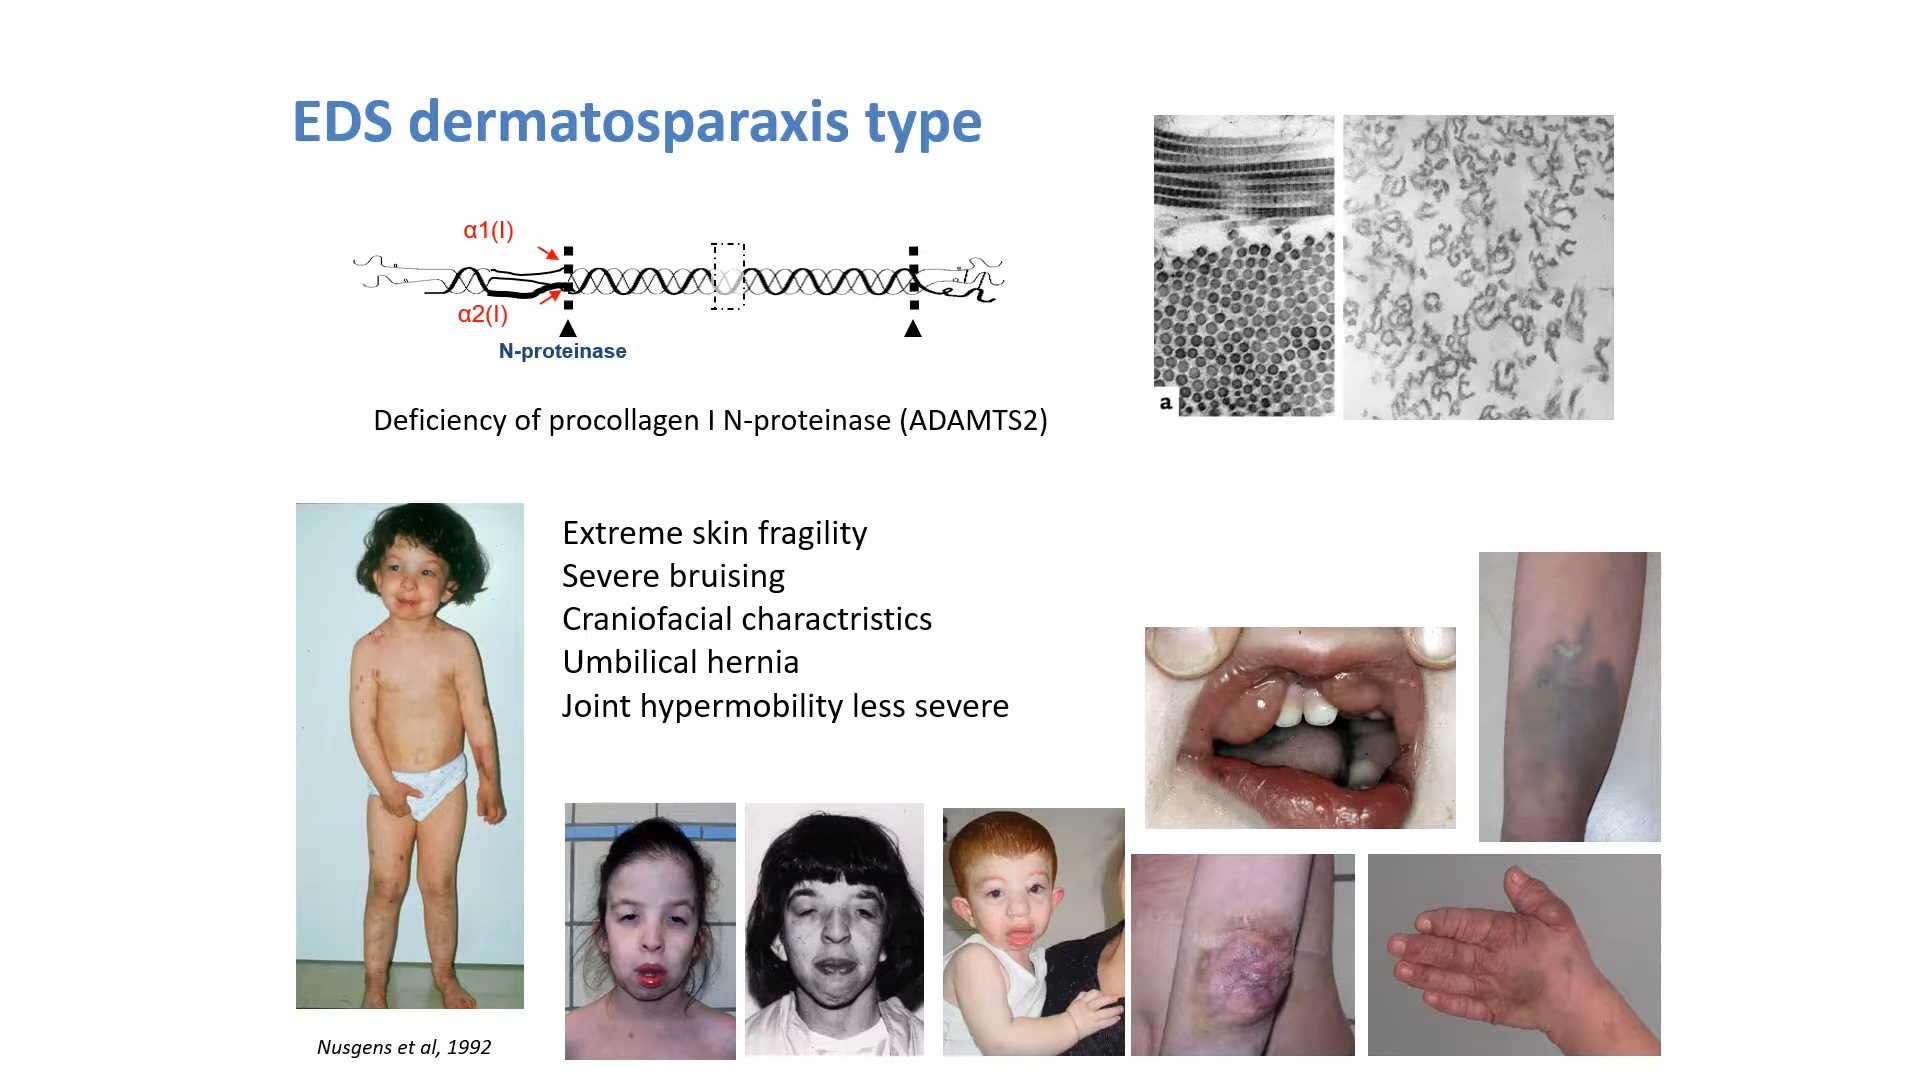 EDS dermatosparaxis type
α1(I)
α2(I)
N-proteinase
a
Deficiency of procollagen I N-proteinase (ADAMTS2)
Extreme skin fragility
Severe bruising
Craniofacial charactristics
Umbilical hernia
Joint hypermobility less severe
Nusgens et al, 1992